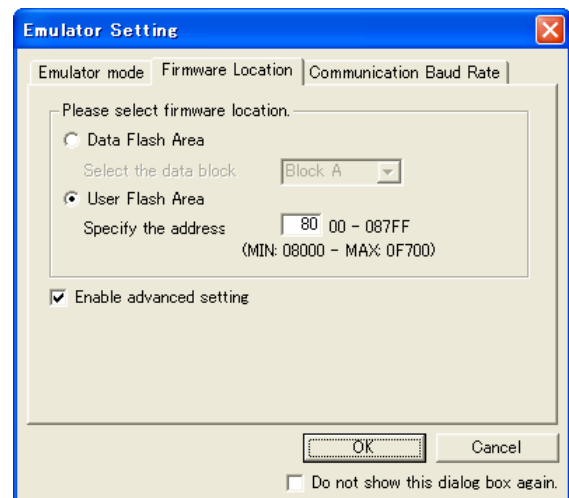 Emulator Setting
Emulator mode Firmware Location Communication Baud Rate
Please select firmware location.
Data Flash Area
Select the data block Block A
User Flash Area
Specify the address 80 00 - 087FF
(MIN: 08000 - MAX: 0F700)
Enable advanced setting
OK Cancel
Do not show this dialog box again.